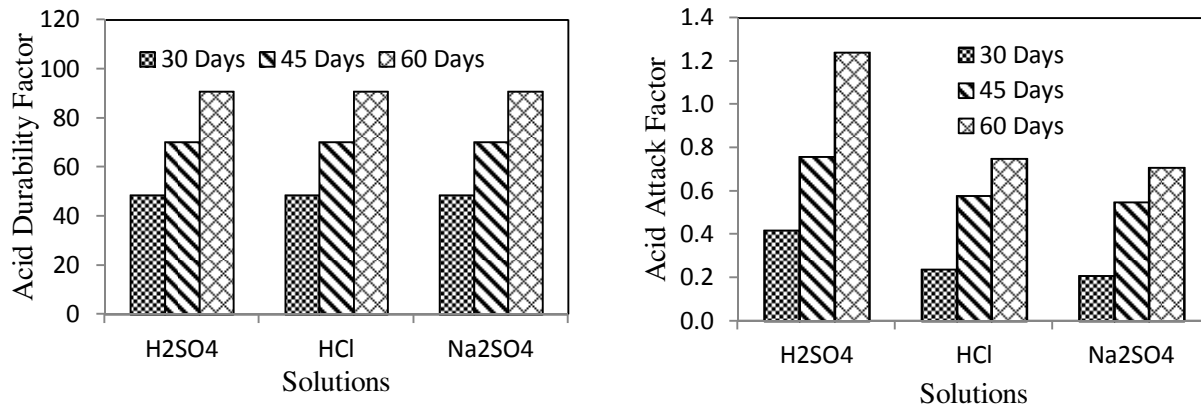 120
100
80
60
40
20
0
Acid Durability Factor
30 Days 45 Days 60 Days
H2SO4 HCl Na2SO4
Solutions
1.4
1.2
1.0
0.8
0.6
0.4
0.2
0.0
Acid Attack Factor
30 Days
45 Days
60 Days
H2SO4 HCl Na2SO4
Solutions